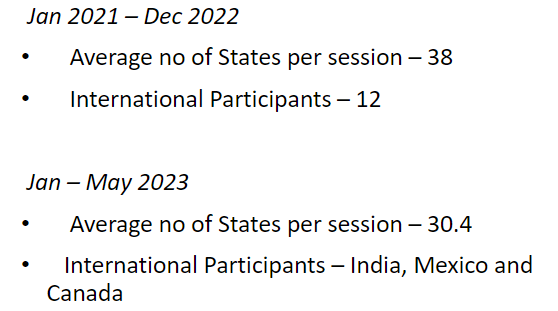 Jan 2021 – Dec 2022
• Average no of States per session – 38
• International Participants – 12
Jan – May 2023
• Average no of States per session – 30.4
• International Participants – India, Mexico and
Canada